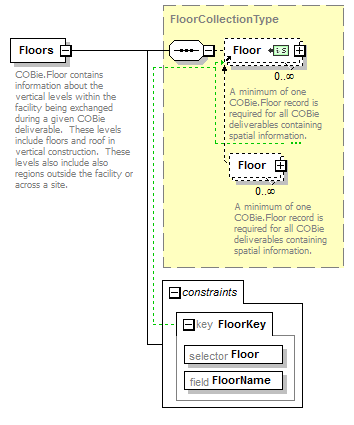 FloorCollectionType
Floors
Floor
is
0..∞
COBie.Floor contains
information about the
vertical levels within the
facility being exchanged
during a given COBie
deliverable.  These levels
include floors and roof in
vertical construction.  These
levels also include also
regions outside the facility or
across a site.
A minimum of one
COBie.Floor record is
required for all COBie
deliverables containing
spatial information.
Floor
0..∞
A minimum of one
COBie.Floor record is
required for all COBie
deliverables containing
spatial information.
constraints
key FloorKey
selector Floor
field FloorName